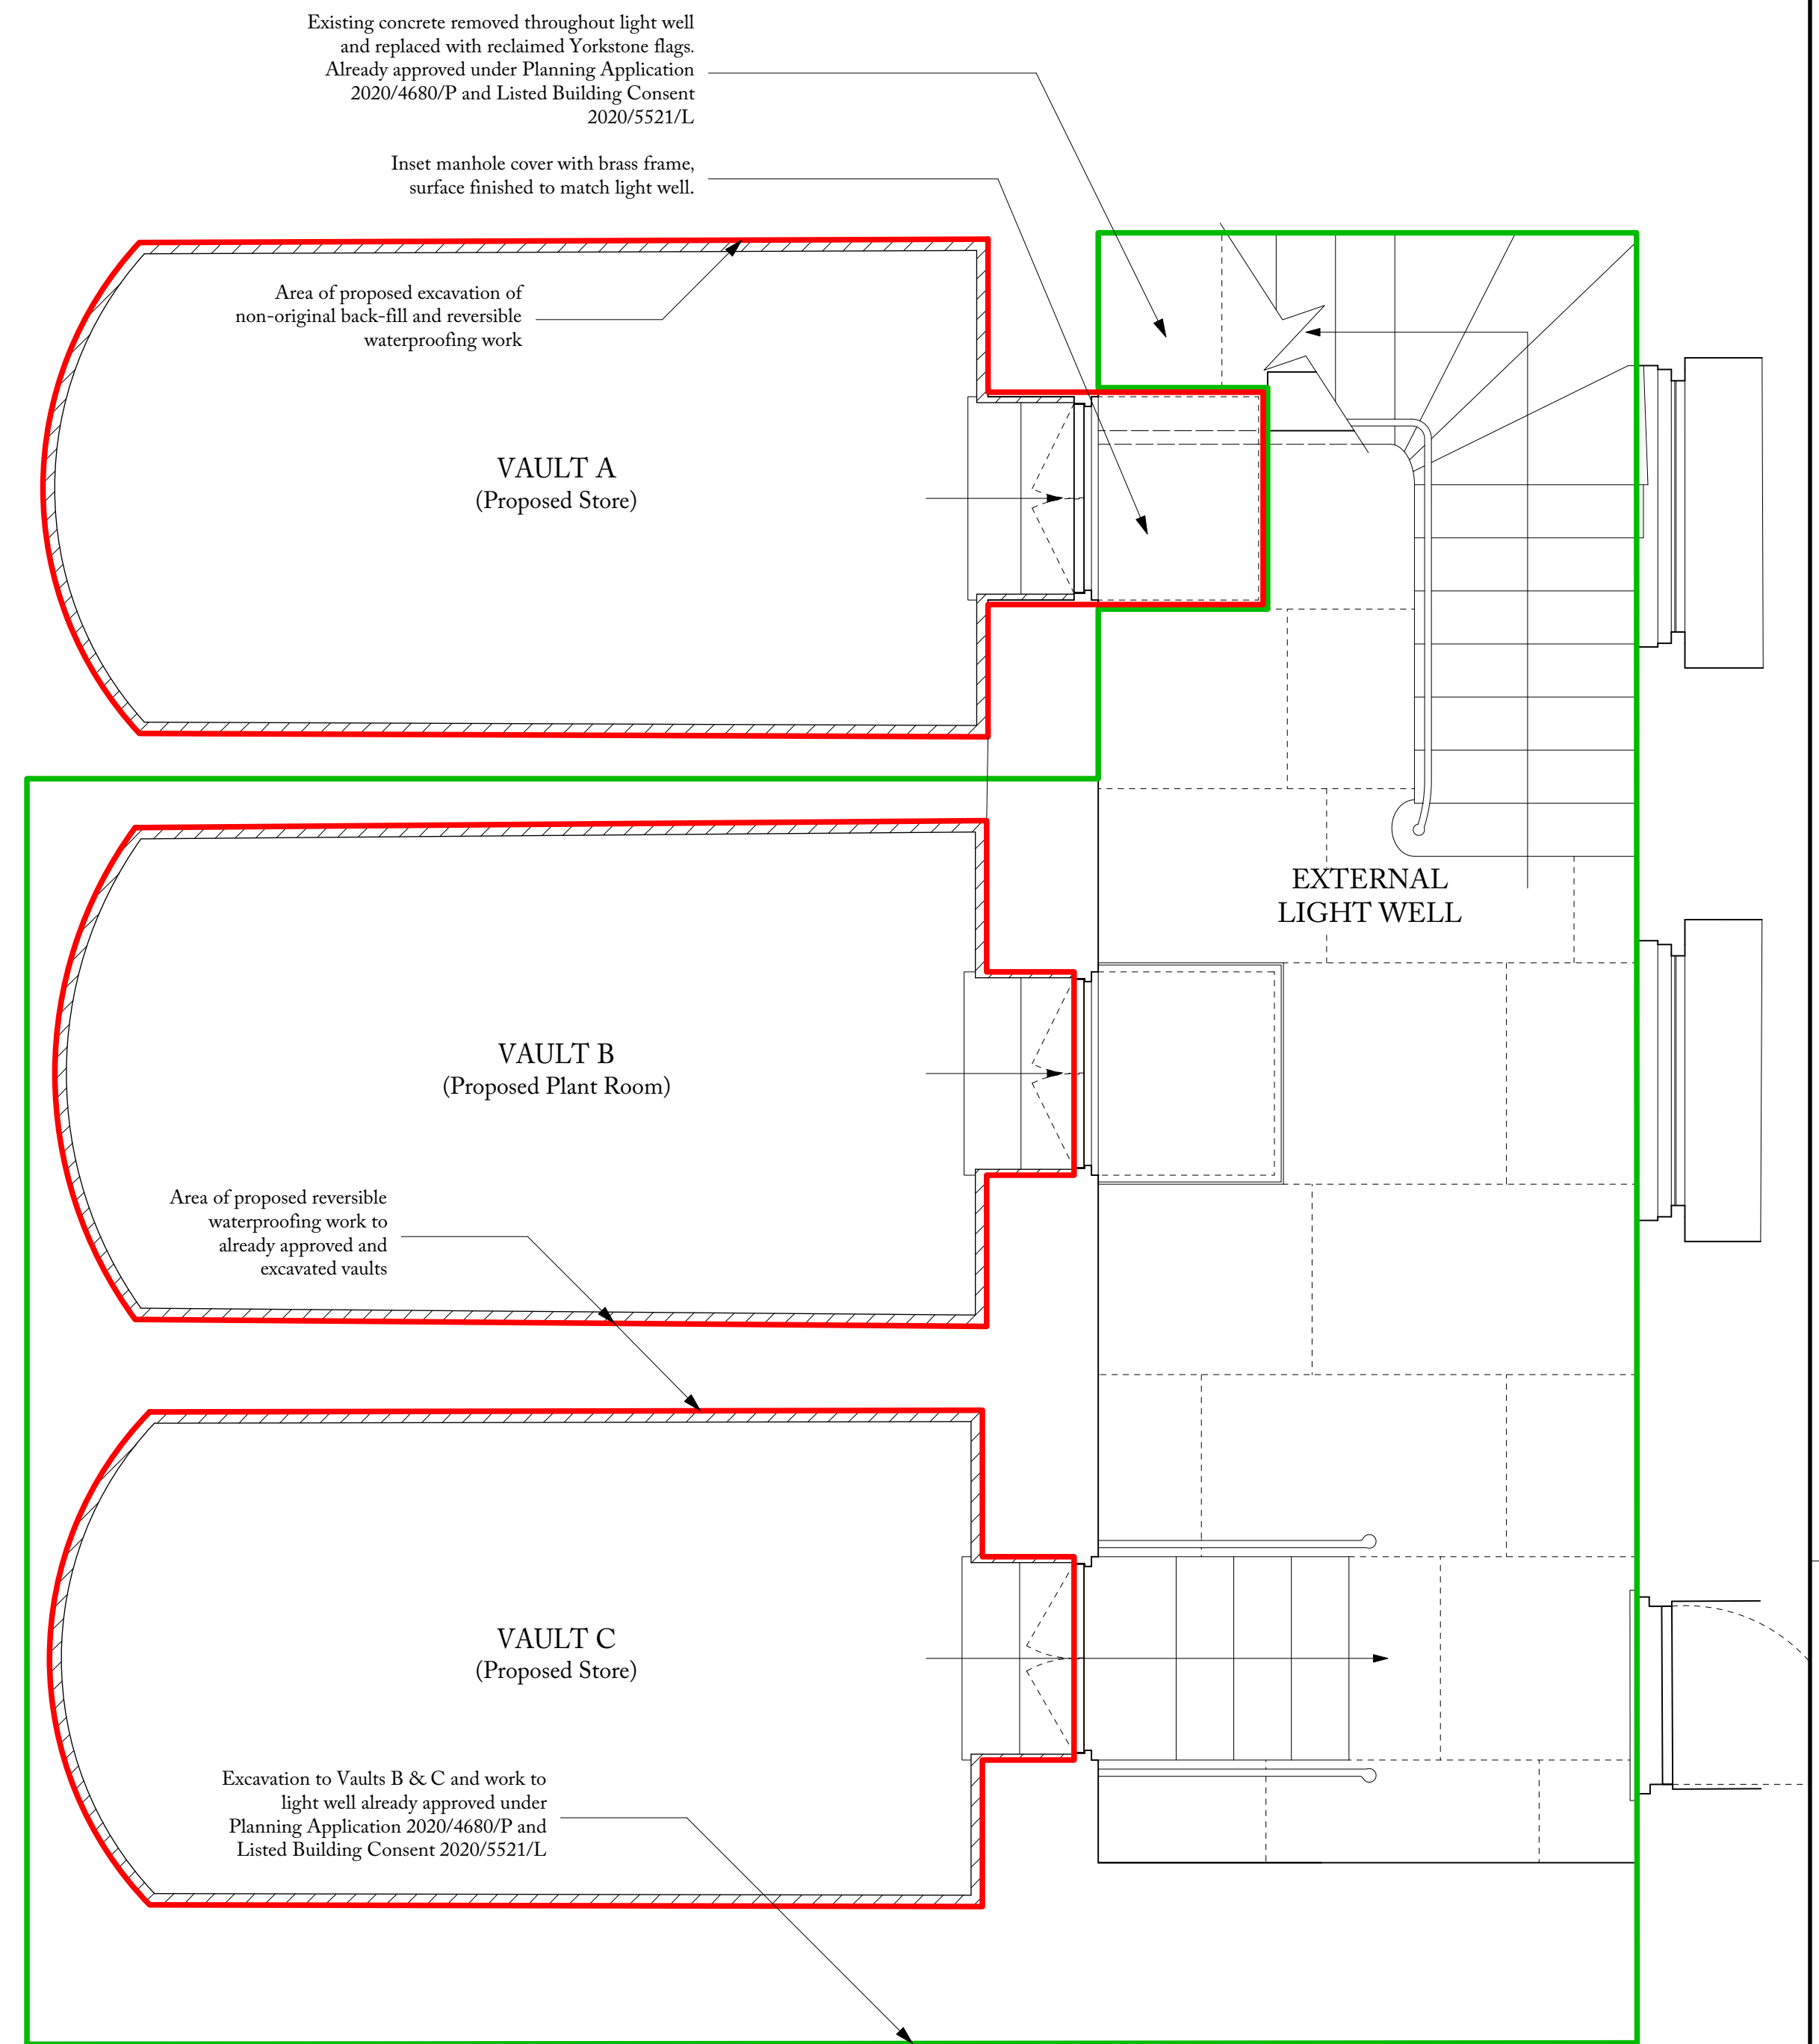 Existing concrete removed throughout light well
and replaced with reclaimed Yorkstone flags.
Already approved under Planning Application
2020/4680/P and Listed Building Consent
2020/5521/L
Inset manhole cover with brass frame,
surface finished to match light well.
Area of proposed excavation of
non-original back-fill and reversible
waterproofing work
VAULT A
(Proposed Store)
EXTERNAL
LIGHT WELL
VAULT B
(Proposed Plant Room)
Area of proposed reversible
waterproofing work to
already approved and
excavated vaults
VAULT C
(Proposed Store)
Excavation to Vaults B & C and work to
light well already approved under
Planning Application 2020/4680/P and
Listed Building Consent 2020/5521/L